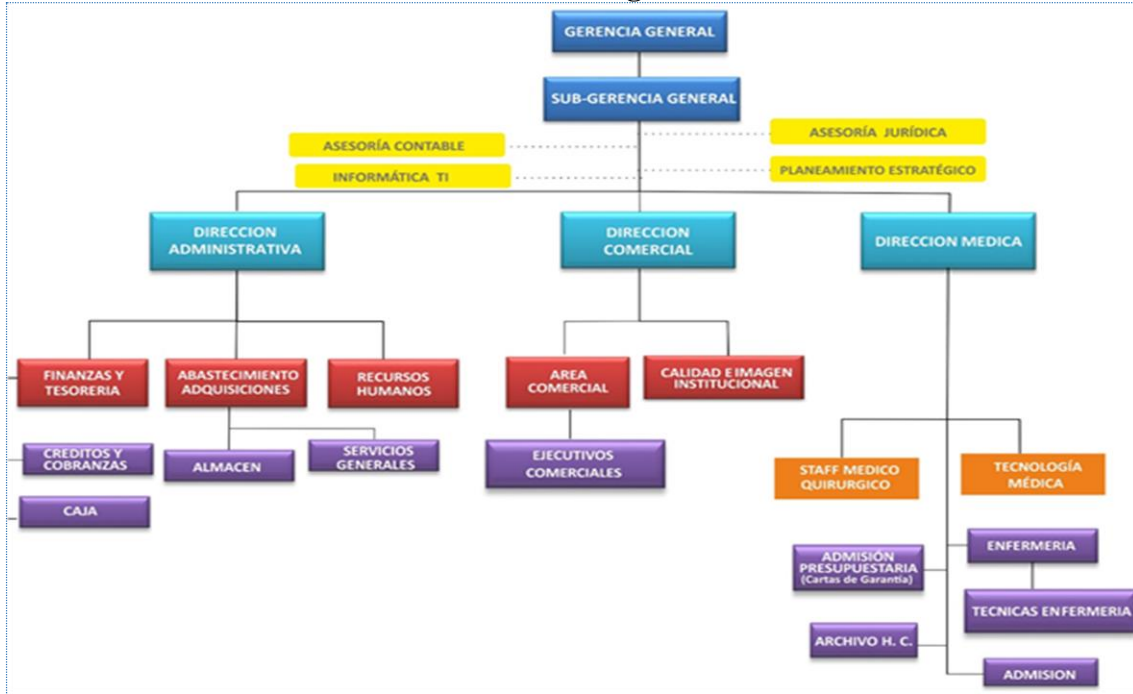 GERENCIA GENERAL
SUB-GERENCIA GENERAL
ASESORÍA JURÍDICA
ASESORÍA CONTABLE
PLANEAMIENTO ESTRATÉGICO
INFORMÁTICA TI
DIRECCION
ADMINISTRATIVA
DIRECCION
COMERCIAL
DIRECCION MEDICA
FINANZAS Y
TESORERIA
ABASTECIMIENTO
ADQUISICIONES
RECURSOS
HUMANOS
AREA
COMERCIAL
CALIDAD E IMAGEN
INSTITUCIONAL
CREDITOS Y
COBRANZAS
ALMACEN
SERVICIOS
GENERALES
EJECUTIVOS
COMERCIALES
STAFF MEDICO
QUIRURGICO
TECNOLOGÍA
MÉDICA
CAJA
ADMISIÓN
PRESUPUESTARIA
(Cartas de Garantía)
ENFERMERIA
TECNICAS ENFERMERIA
ARCHIVO H. C.
ADMISION